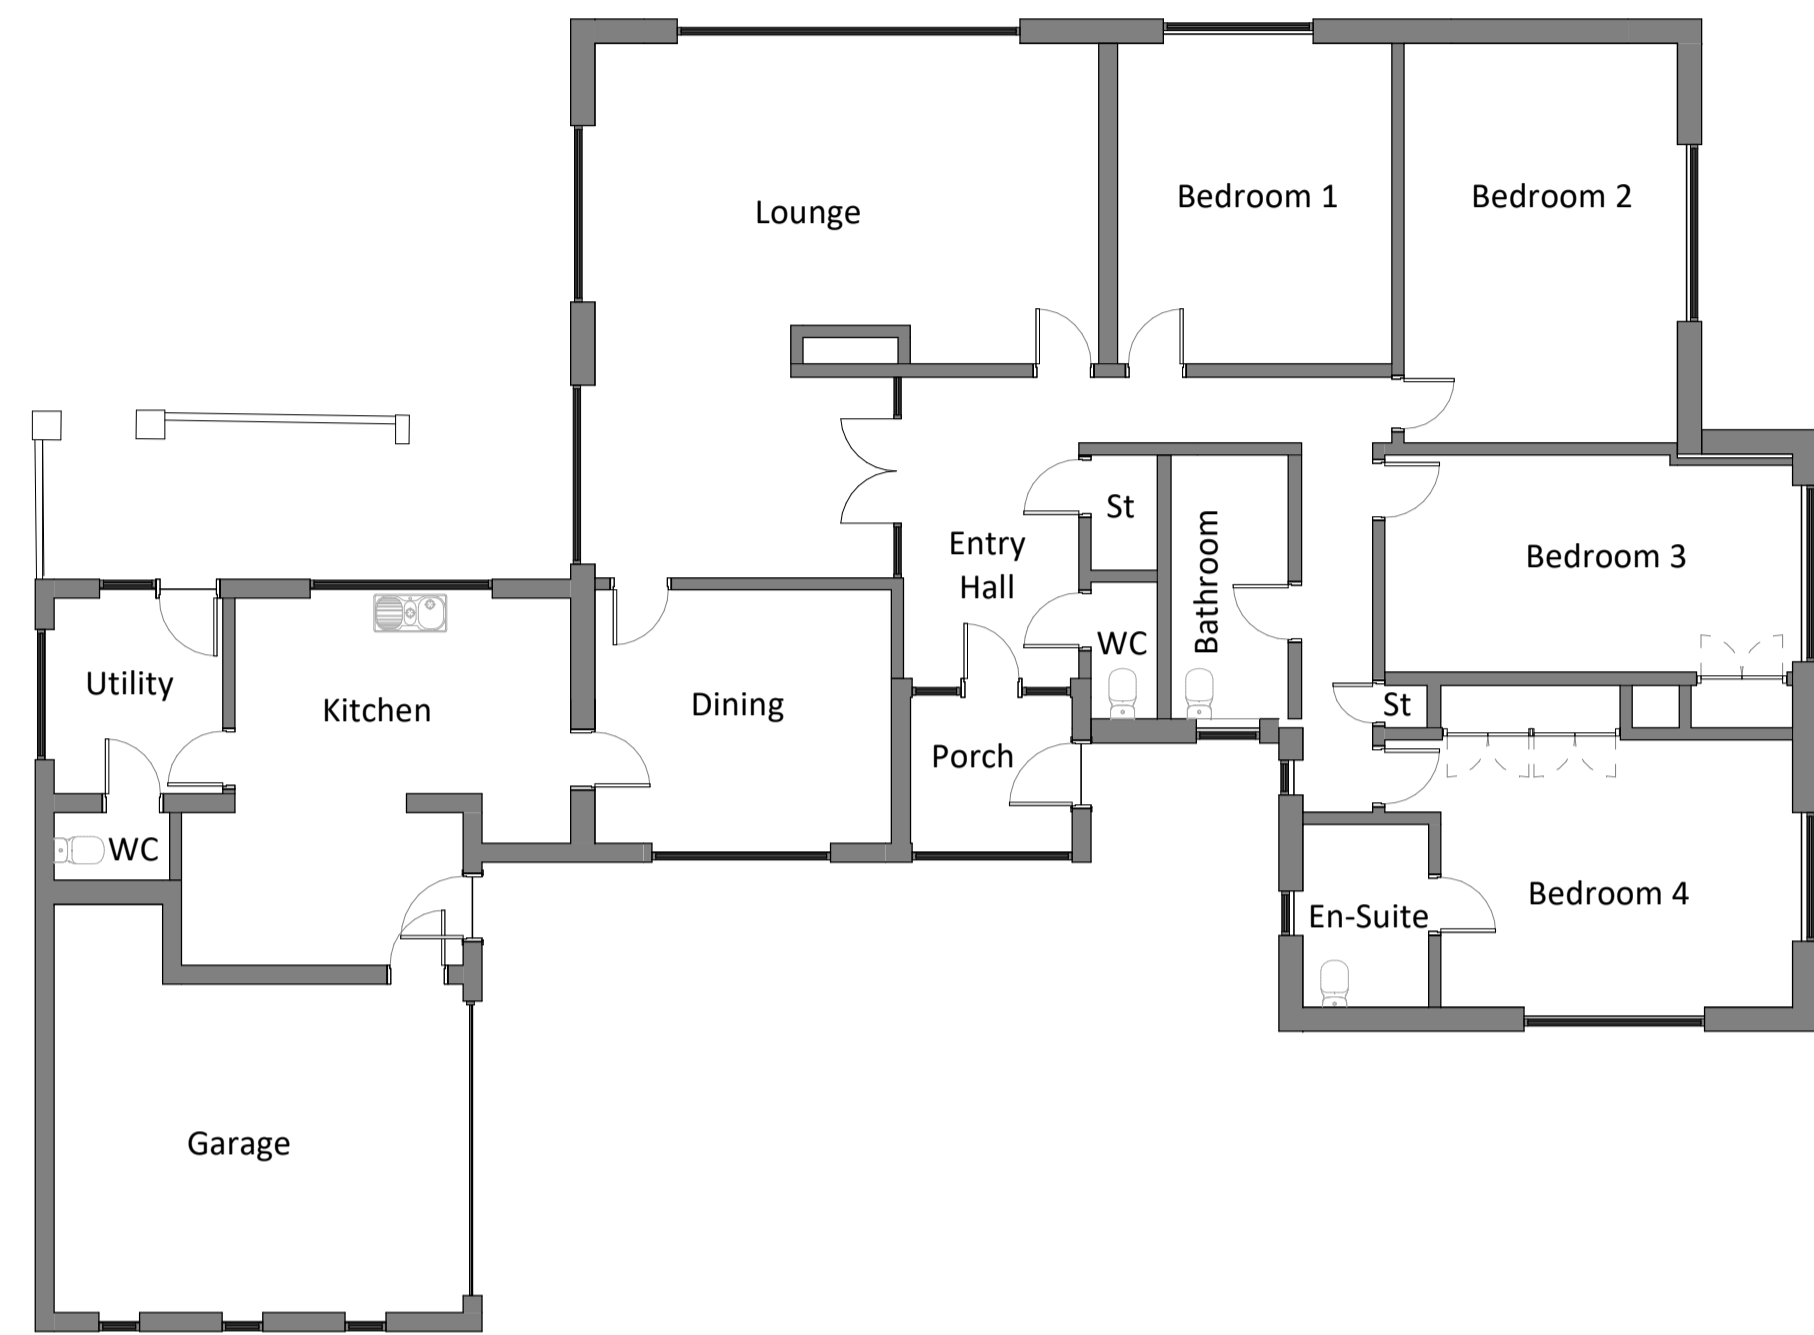 Lounge
Bedroom 1
Bedroom 2
St
Entry
Hall
Bathroom
Bedroom 3
WC
Utility
Kitchen
Dining
St
Porch
WC
En-Suite
Bedroom 4
Garage